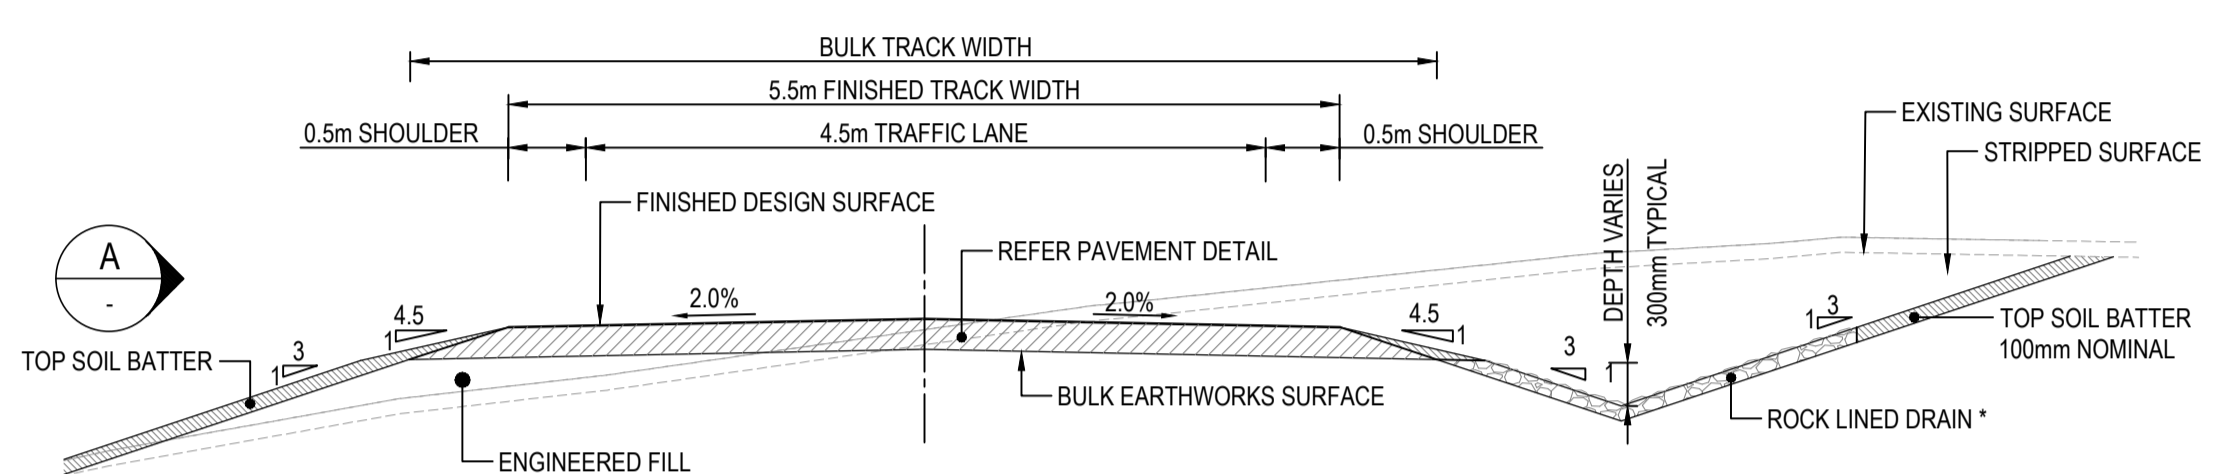 BULK TRACK WIDTH
5.5m FINISHED TRACK WIDTH
0.5m SHOULDER
4.5m TRAFFIC LANE
0.5m SHOULDER
EXISTING SURFACE
STRIPPED SURFACE
DEPTH VARIES
300mm TYPICAL
FINISHED DESIGN SURFACE
REFER PAVEMENT DETAIL
A
-
2.0%
2.0%
4.5
1
4.5
1
3
1
3
1
3
1
TOP SOIL BATTER
TOP SOIL BATTER
100mm NOMINAL
BULK EARTHWORKS SURFACE
ROCK LINED DRAIN *
ENGINEERED FILL